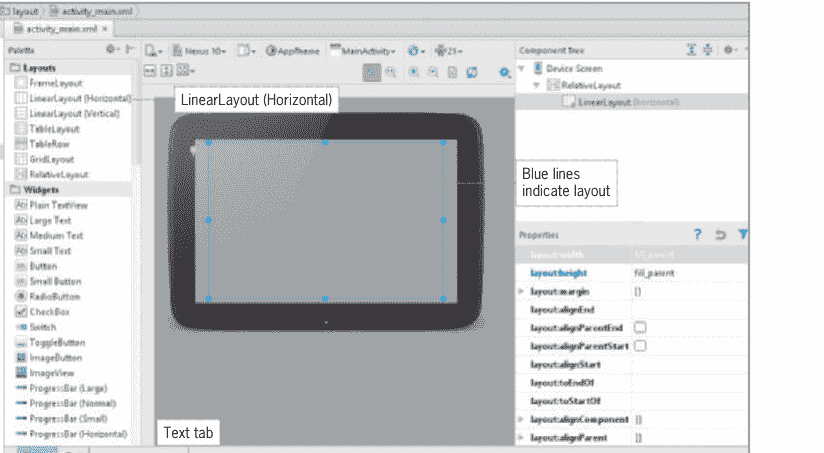 layout
activity_main.xml
activity_main.xml
Palette
Nexus 10
AppTheme
MainActivity
21
Component Tree
Layouts
FrameLayout
LinearLayout (Horizontal)
LinearLayout (Vertical)
TableLayout
TableRow
GridLayout
RelativeLayout
Widgets
Plain TextView
Large Text
Medium Text
Small Text
Button
Small Button
RadioButton
CheckBox
Switch
ToggleButton
ImageButton
ImageView
ProgressBar (Large)
ProgressBar (Normal)
ProgressBar (Small)
ProgressBar (Horizontal)
LinearLayout (Horizontal)
Text tab
Device Screen
RelativeLayout
LinearLayout (horizontal)
Blue lines
indicate layout
Properties
layout:width fill_parent
layout:height fill_parent
layout:margin []
layout:alignEnd
layout:alignParentEnd
layout:alignParentStart
layout:alignStart
layout:toEndOf
layout:toStartOf
layout:alignComponent []
layout:alignParent []